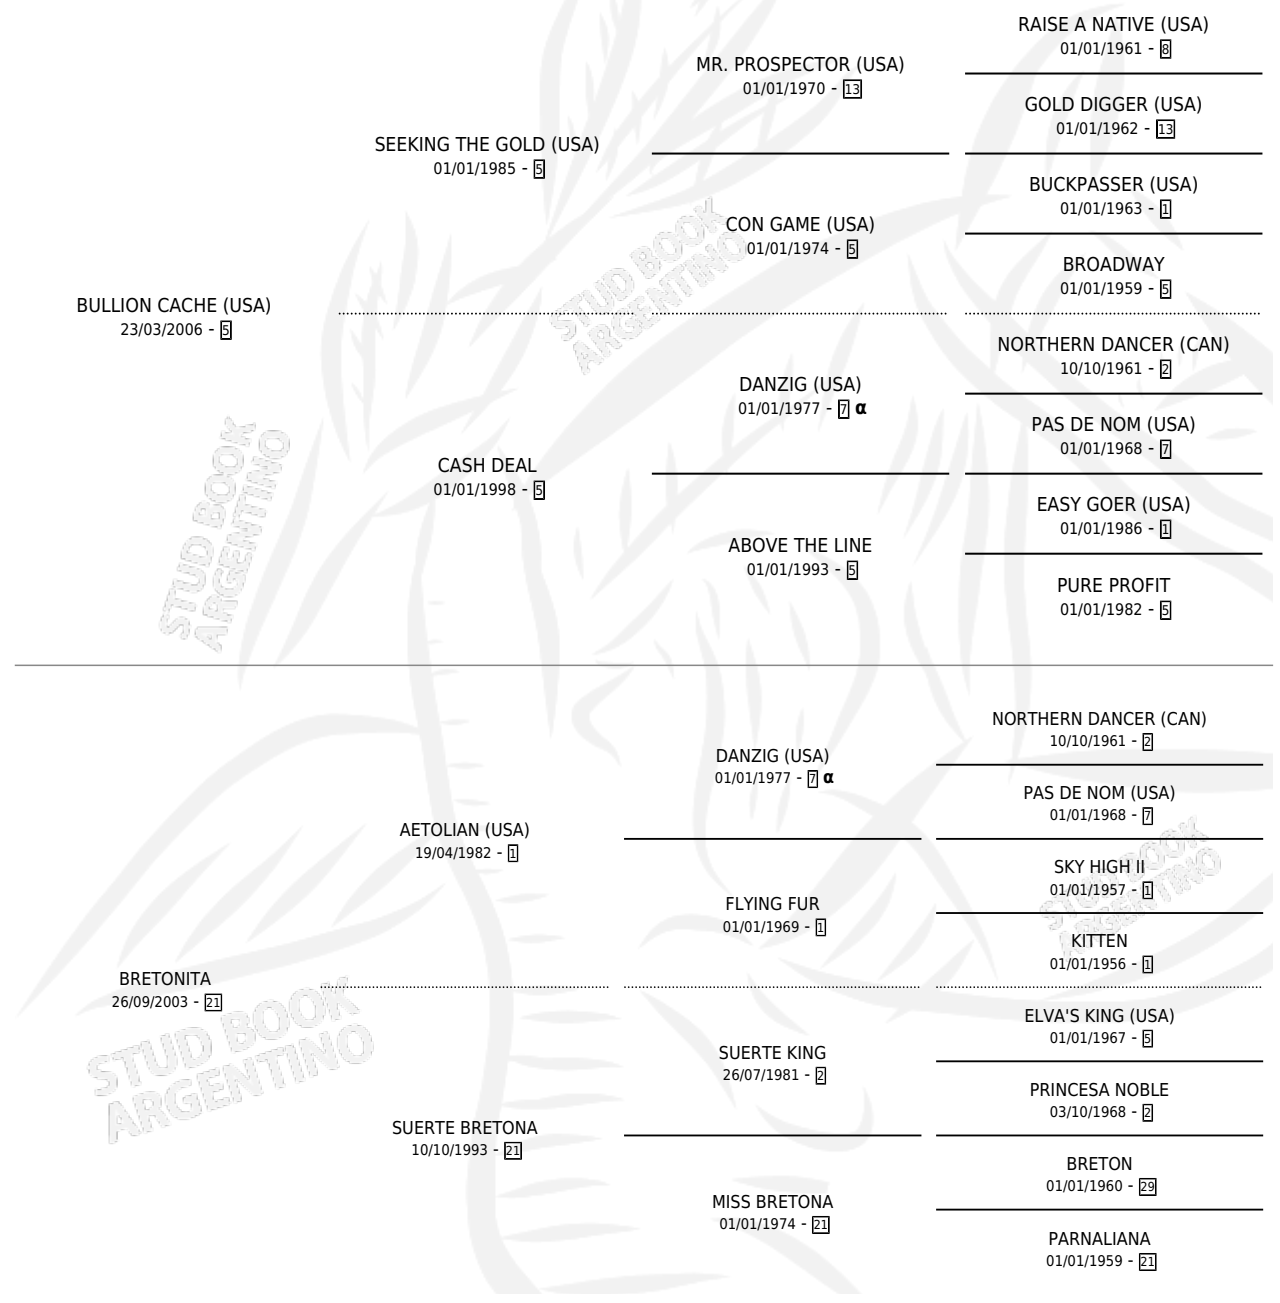 RAISE A NATIVE (USA)
01/01/1961 - 8
MR. PROSPECTOR (USA)
01/01/1970 - 13
GOLD DIGGER (USA)
01/01/1962 - 13
SEEKING THE GOLD (USA)
01/01/1985 - 5
BUCKPASSER (USA)
01/01/1963 - 1
CON GAME (USA)
01/01/1974 - 5
BROADWAY
01/01/1959 - 5
BULLION CACHE (USA)
23/03/2006 - 5
NORTHERN DANCER (CAN)
10/10/1961 - 2
DANZIG (USA)
01/01/1977 - 7 α
PAS DE NOM (USA)
01/01/1968 - 7
CASH DEAL
01/01/1998 - 5
EASY GOER (USA)
01/01/1986 - 1
ABOVE THE LINE
01/01/1993 - 5
PURE PROFIT
01/01/1982 - 5
STUD BOOK
ARGENTINO
STUD BOOK
ARGENTINO
NORTHERN DANCER (CAN)
10/10/1961 - 2
DANZIG (USA)
01/01/1977 - 7 α
PAS DE NOM (USA)
01/01/1968 - 7
AETOLIAN (USA)
19/04/1982 - 1
SKY HIGH II
01/01/1957 - 1
FLYING FUR
01/01/1969 - 1
KITTEN
01/01/1956 - 1
BRETONITA
26/09/2003 - 21
ELVA'S KING (USA)
01/01/1967 - 5
SUERTE KING
26/07/1981 - 2
PRINCESA NOBLE
03/10/1968 - 2
SUERTE BRETONA
10/10/1993 - 21
BRETON
01/01/1960 - 29
MISS BRETONA
01/01/1974 - 21
PARNALIANA
01/01/1959 - 21
STUD BOOK
ARGENTINO
STUD BOOK
ARGENTINO